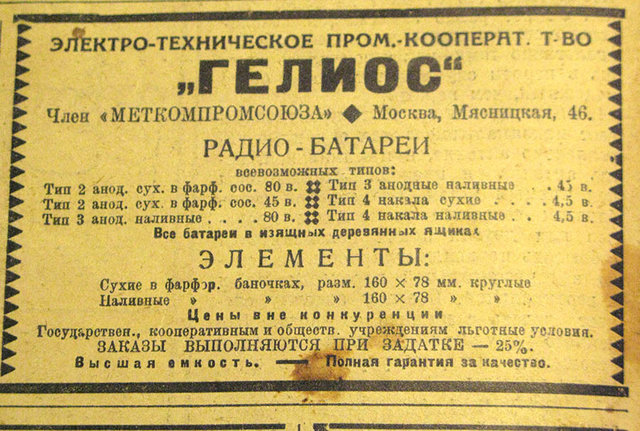 ЭЛЕКТРО-ТЕХНИЧЕСКОЕ ПРОМ.-КООПЕРАТ. Т-ВО
„ГЕЛИОС“
Член «МЕТКОМПРОМСОЮЗА» ◆ Москва, Мясницкая, 46.
РАДИО-БАТАРЕИ
всевозможных типов:
Тип 2 анод. сух. в фарф. сос. 80 в. Тип 3 анодные наливные . 45 в.
Тип 2 анод. сух. в фарф. сос. 45 в. Тип 4 накала сухие . . . 4,5 в.
Тип 3 анод. наливные . . . . 80 в. Тип 4 накала наливные . . 4,5 в.
Все батареи в изящных деревянных ящиках
ЭЛЕМЕНТЫ:
Сухие в фарфор. баночках, разм. 160 × 78 мм. круглые
Наливные » » » 160 × 78 » »
Цены вне конкуренции
Государствен., кооперативным и обществ. учреждениям льготные условия.
ЗАКАЗЫ ВЫПОЛНЯЮТСЯ ПРИ ЗАДАТКЕ — 25%.
Высшая емкость. — Полная гарантия за качество.